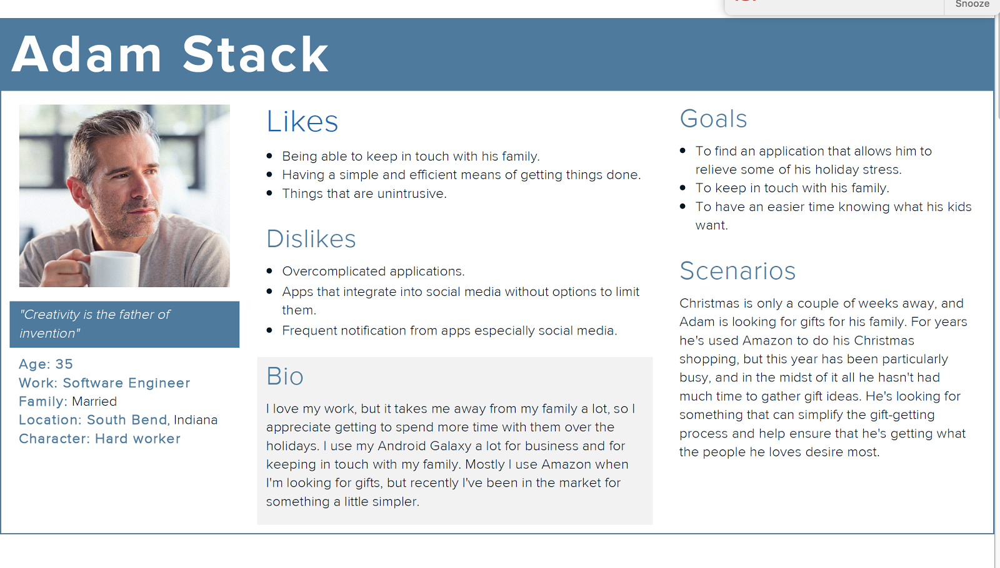 Snooze
Adam Stack
"Creativity is the father of
invention"
Age: 35
Work: Software Engineer
Family: Married
Location: South Bend, Indiana
Character: Hard worker
Likes
Being able to keep in touch with his family.
Having a simple and efficient means of getting things done.
Things that are unintrusive.
Dislikes
Overcomplicated applications.
Apps that integrate into social media without options to limit
them.
Frequent notification from apps especially social media.
Bio
I love my work, but it takes me away from my family a lot, so I
appreciate getting to spend more time with them over the
holidays. I use my Android Galaxy a lot for business and for
keeping in touch with my family. Mostly I use Amazon when
I'm looking for gifts, but recently I've been in the market for
something a little simpler.
Goals
To find an application that allows him to
relieve some of his holiday stress.
To keep in touch with his family.
To have an easier time knowing what his kids
want.
Scenarios
Christmas is only a couple of weeks away, and
Adam is looking for gifts for his family. For years
he's used Amazon to do his Christmas
shopping, but this year has been particularly
busy, and in the midst of it all he hasn't had
much time to gather gift ideas. He's looking for
something that can simplify the gift-getting
process and help ensure that he's getting what
the people he loves desire most.